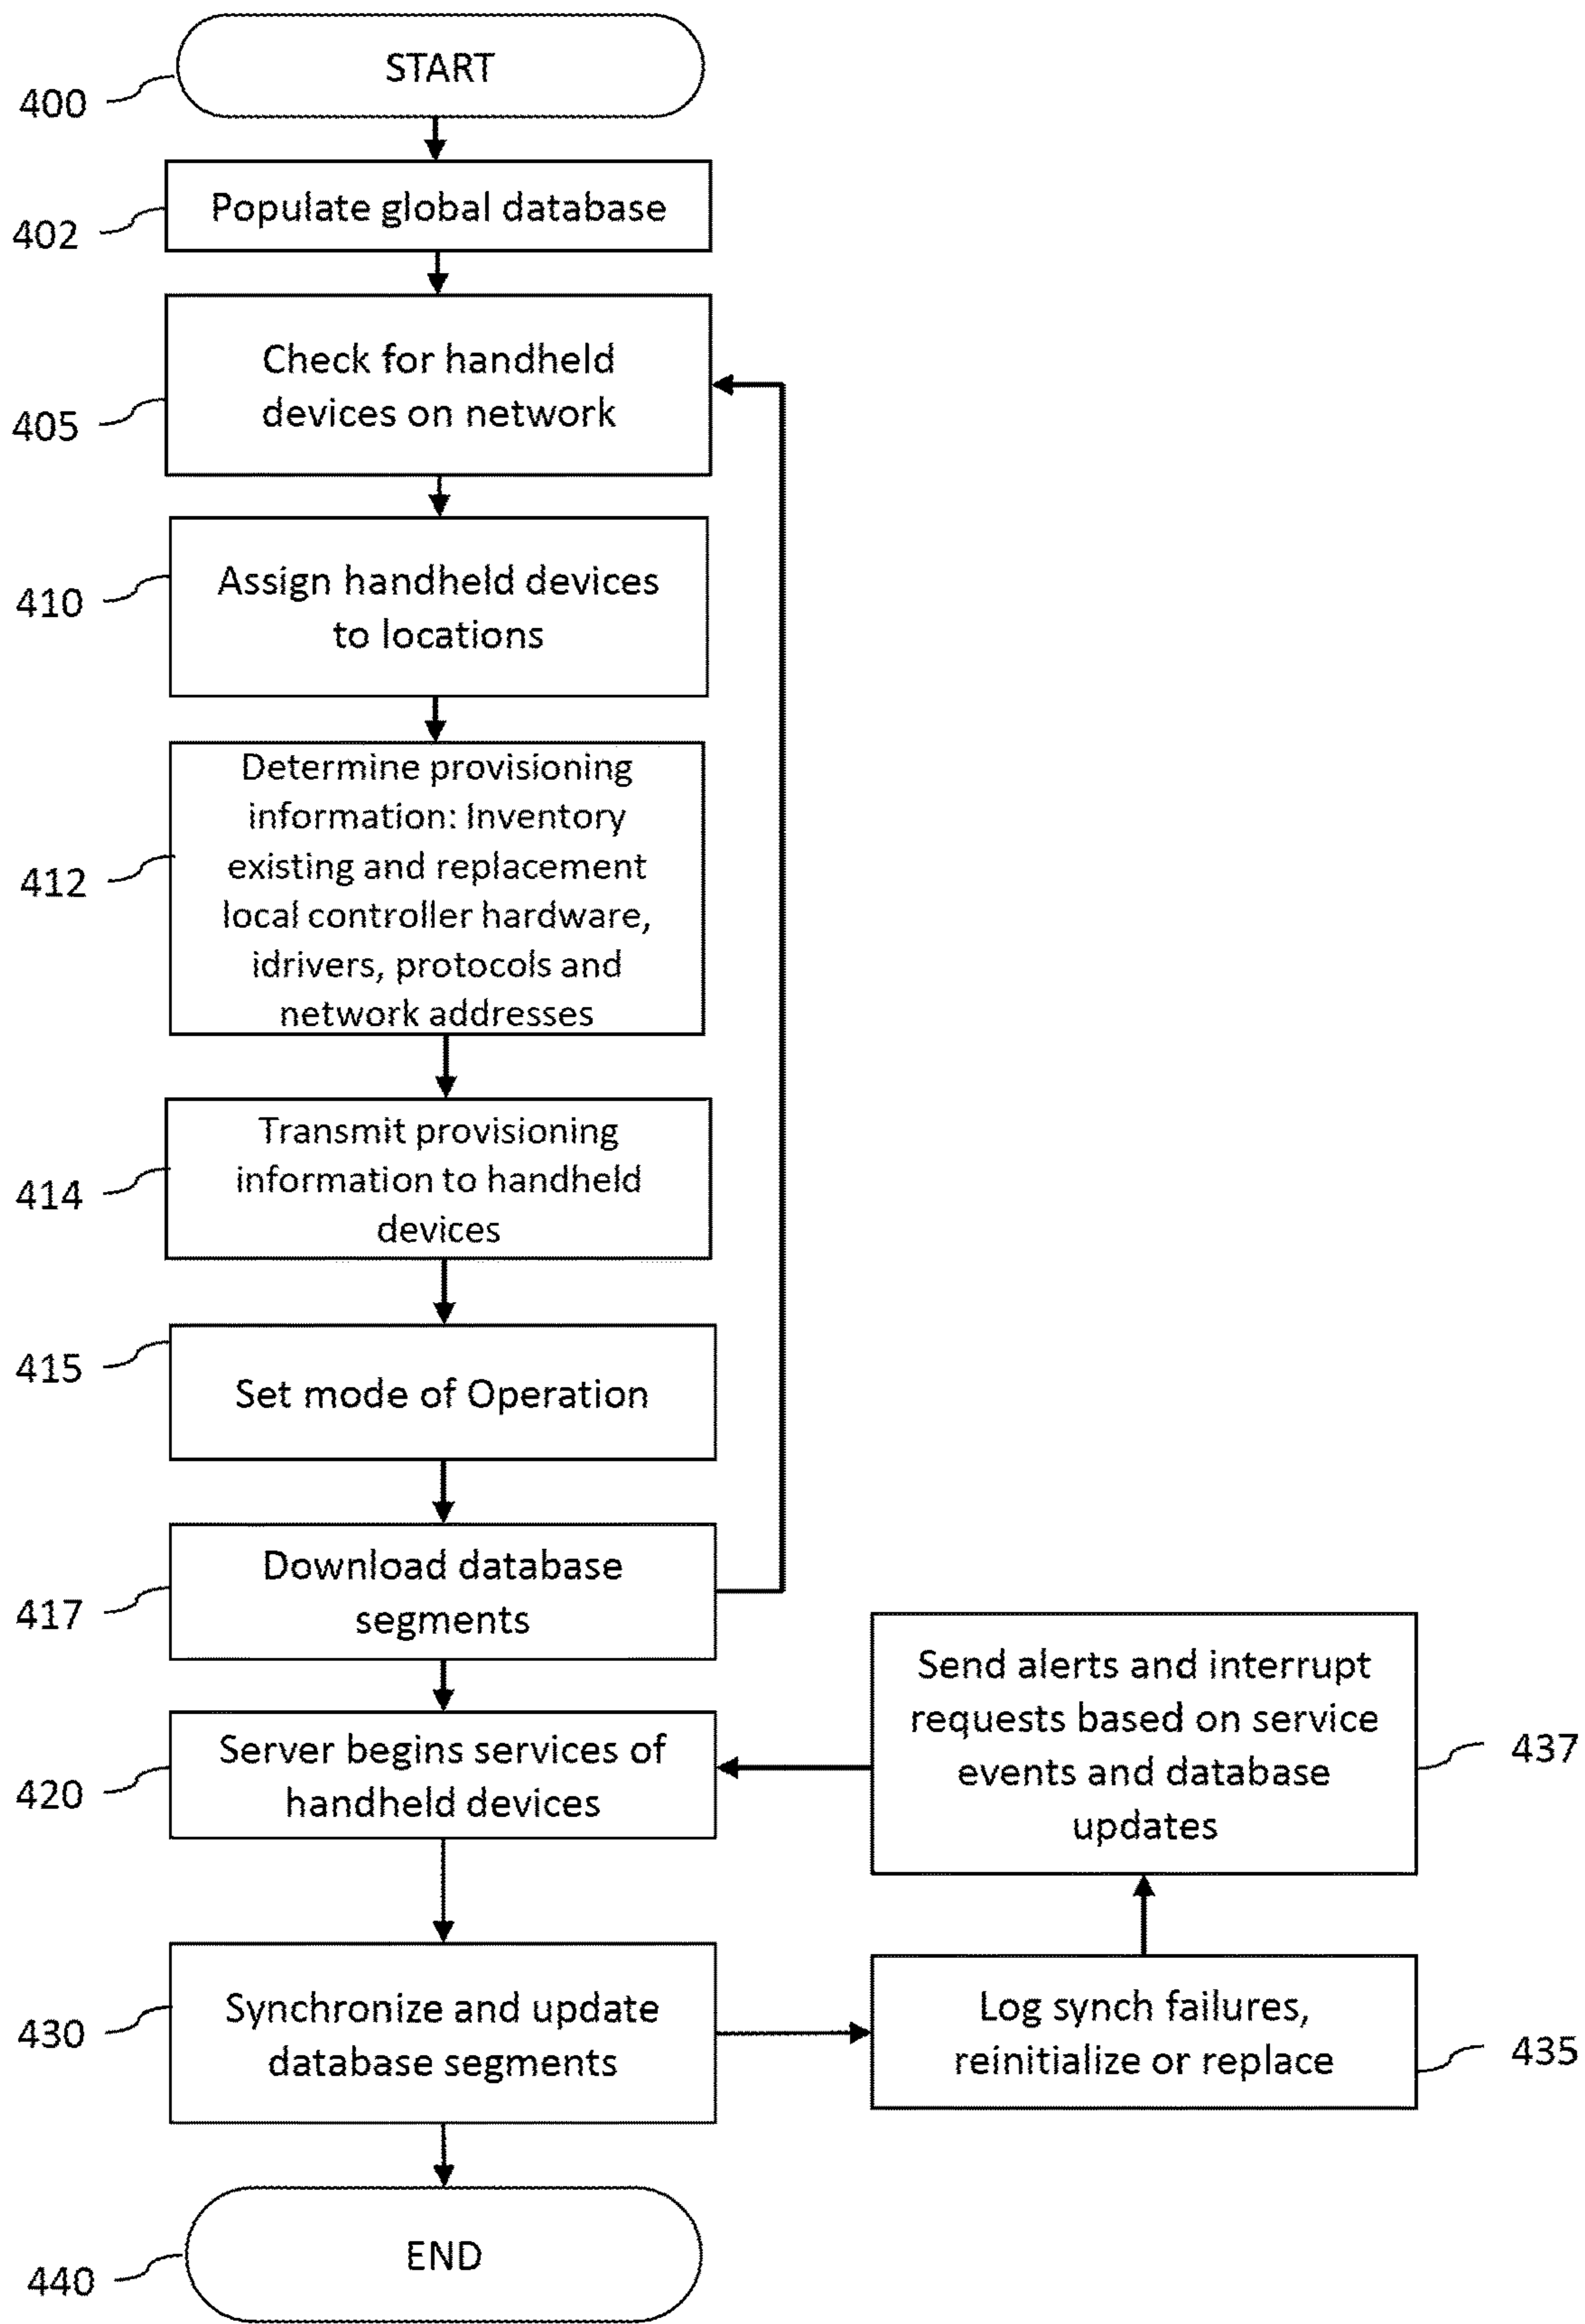 START
400
Populate global database
402
Check for handheld
devices on network
405
Assign handheld devices
to locations
410
Determine provisioning
information: Inventory
existing and replacement
local controller hardware,
idrivers, protocols and
network addresses
412
Transmit provisioning
information to handheld
devices
414
415
Set mode of Operation
Download database
segments
417
Server begins services of
handheld devices
420
Send alerts and interrupt
requests based on service
events and database
updates
437
Synchronize and update
database segments
430
Log synch failures,
reinitialize or replace
435
END
440